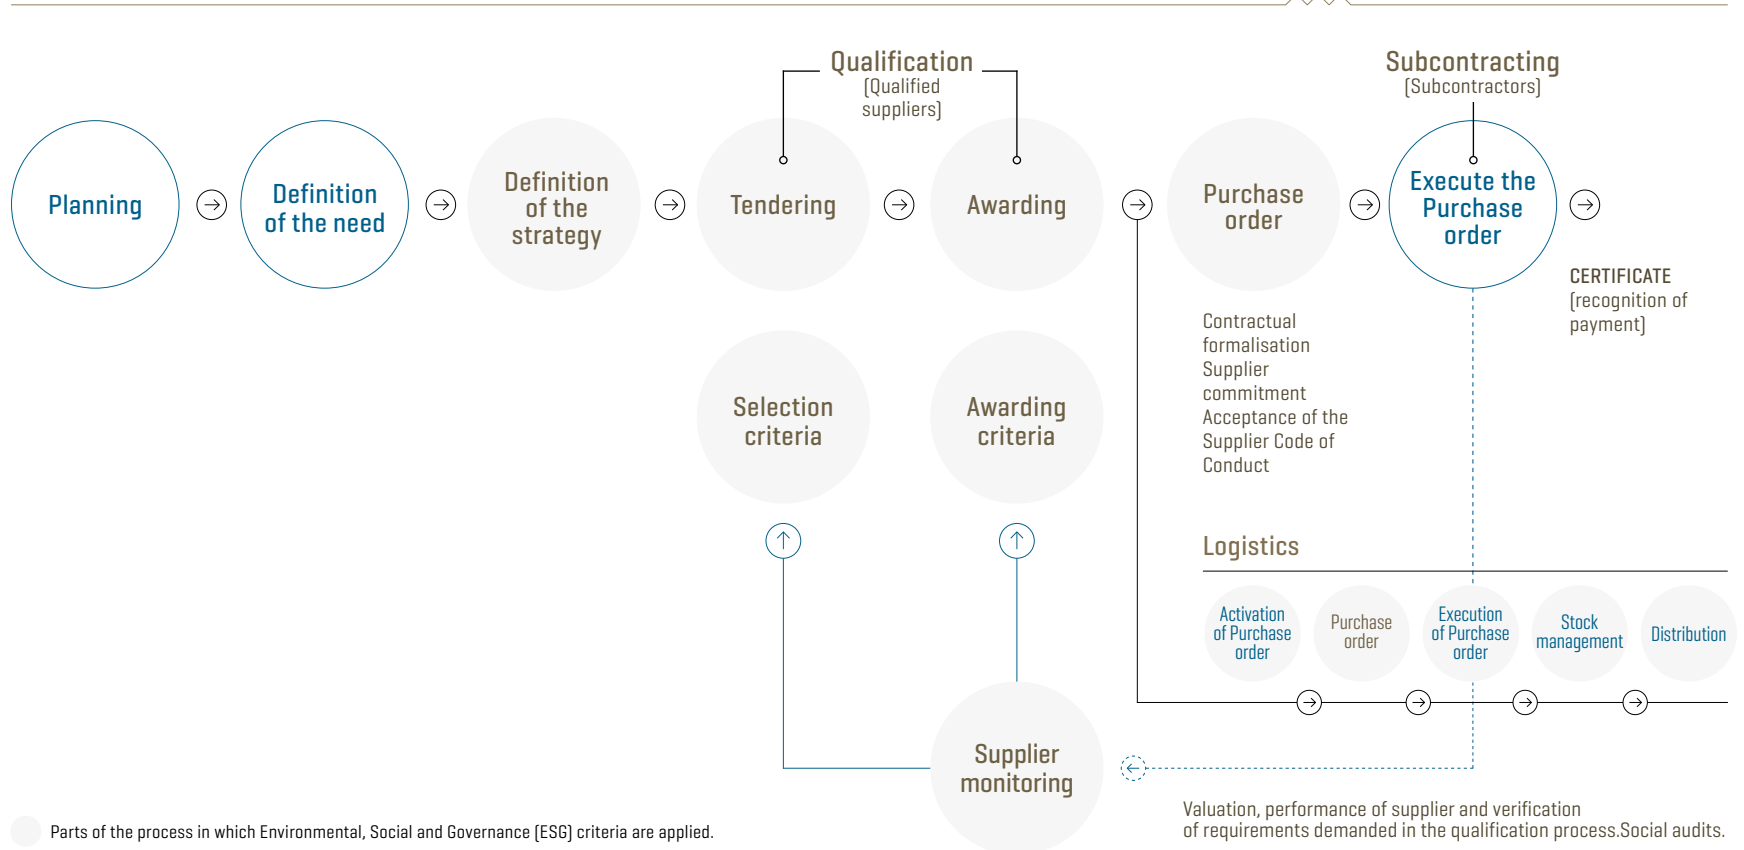 Qualification
(Qualified
suppliers)
Subcontracting
(Subcontractors)
Planning
Definition
of the need
Definition
of the
strategy
Tendering
Awarding
Purchase
order
Execute the
Purchase
order
CERTIFICATE
(recognition of
payment)
Contractual
formalisation
Supplier
commitment
Acceptance of the
Supplier Code of
Conduct
Selection
criteria
Awarding
criteria
Logistics
Activation
of Purchase
order
Purchase
order
Execution
of Purchase
order
Stock
management
Distribution
Supplier
monitoring
Valuation, performance of supplier and verification
of requirements demanded in the qualification process.Social audits.
Parts of the process in which Environmental, Social and Governance (ESG) criteria are applied.